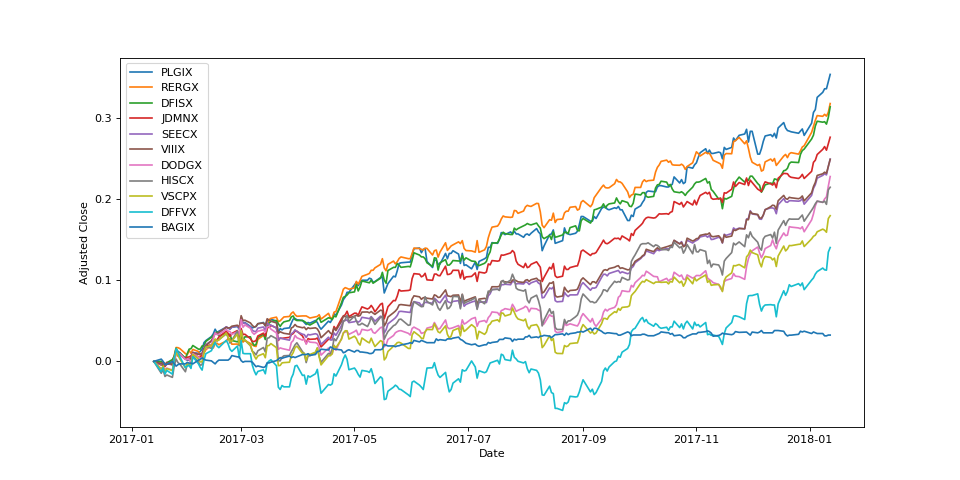 PLGIX
RERGX
DFISX
JDMNX
SEECX
VIIIX
DODGX
HISCX
VSCPX
DFFVX
BAGIX
0.3
0.2
0.1
0.0
Adjusted Close
2017-01 2017-03 2017-05 2017-07 2017-09 2017-11 2018-01
Date